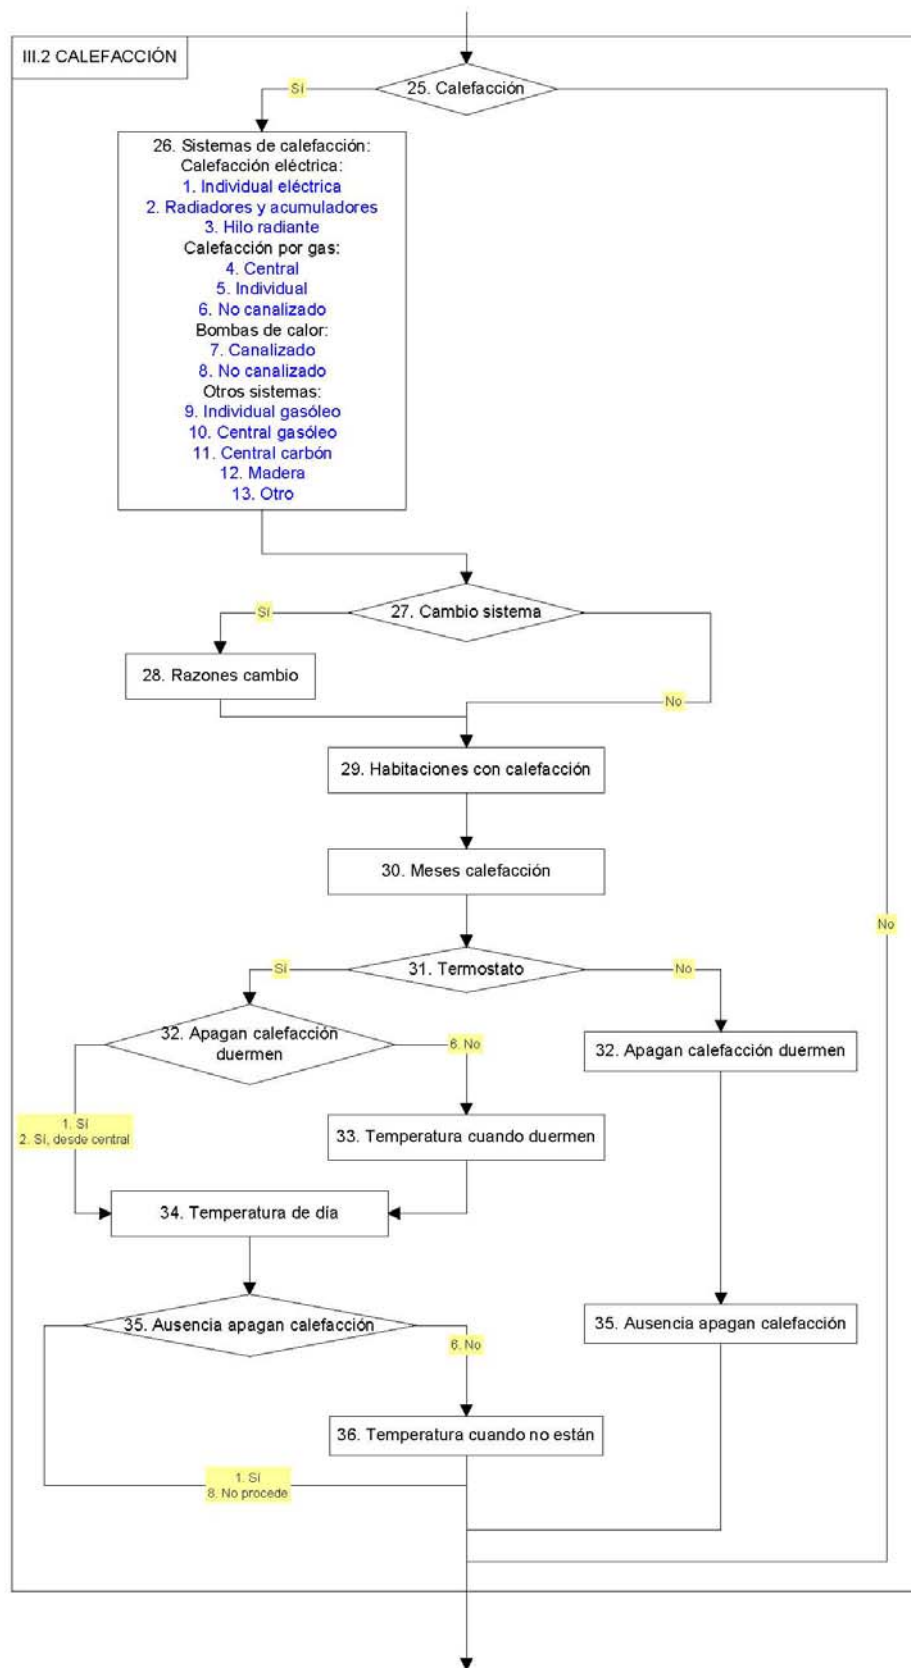 III.2 CALEFACCIÓN
25. Calefacción
Sí
26. Sistemas de calefacción:
Calefacción eléctrica:
1. Individual eléctrica
2. Radiadores y acumuladores
3. Hilo radiante
Calefacción por gas:
4. Central
5. Individual
6. No canalizado
Bombas de calor:
7. Canalizado
8. No canalizado
Otros sistemas:
9. Individual gasóleo
10. Central gasóleo
11. Central carbón
12. Madera
13. Otro
27. Cambio sistema
Sí
28. Razones cambio
No
29. Habitaciones con calefacción
30. Meses calefacción
No
31. Termostato
Sí
No
32. Apagan calefacción
duermen
6. No
32. Apagan calefacción duermen
1. Sí
2. Sí, desde central
33. Temperatura cuando duermen
34. Temperatura de día
35. Ausencia apagan calefacción
35. Ausencia apagan calefacción
6. No
36. Temperatura cuando no están
1. Sí
8. No procede